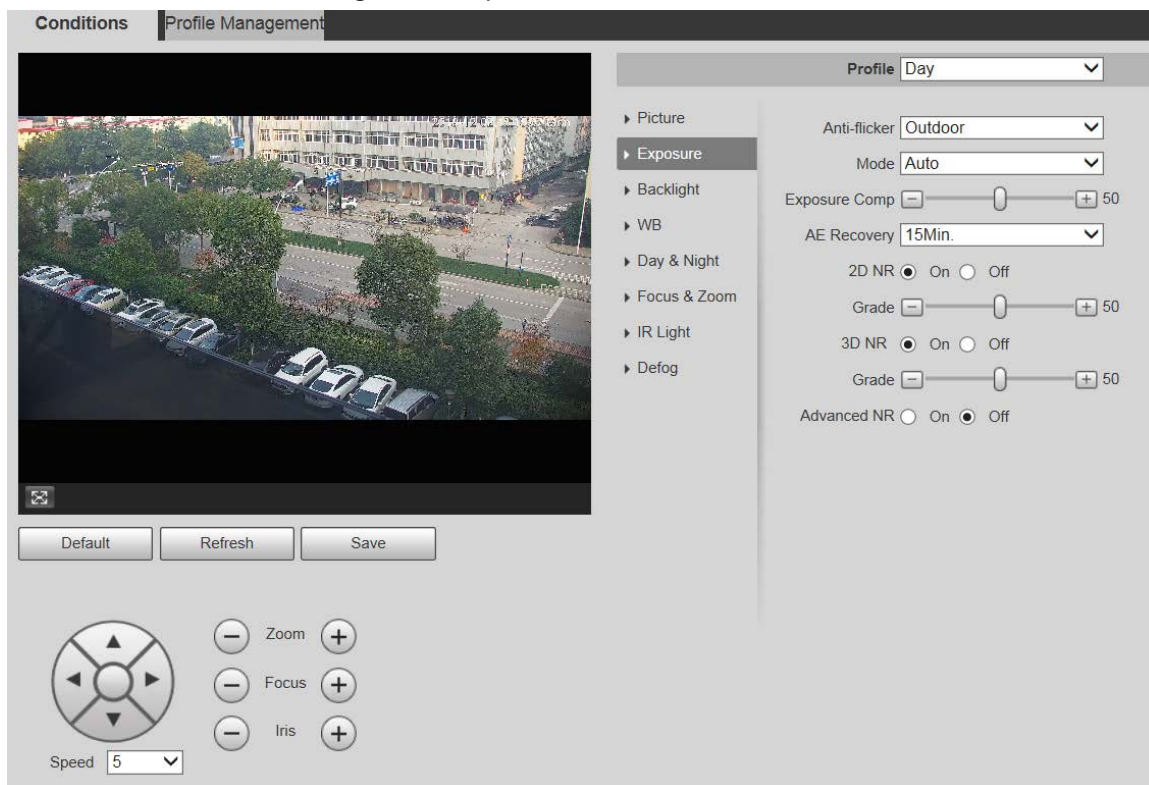 Conditions
Profile Management
Profile Day
Picture
Exposure
Backlight
WB
Day & Night
Focus & Zoom
IR Light
Defog
Anti-flicker Outdoor
Mode Auto
Exposure Comp 50
AE Recovery 15Min.
2D NR On Off
Grade 50
3D NR On Off
Grade 50
Advanced NR On Off
Default
Refresh
Save
Zoom
Focus
Iris
Speed 5